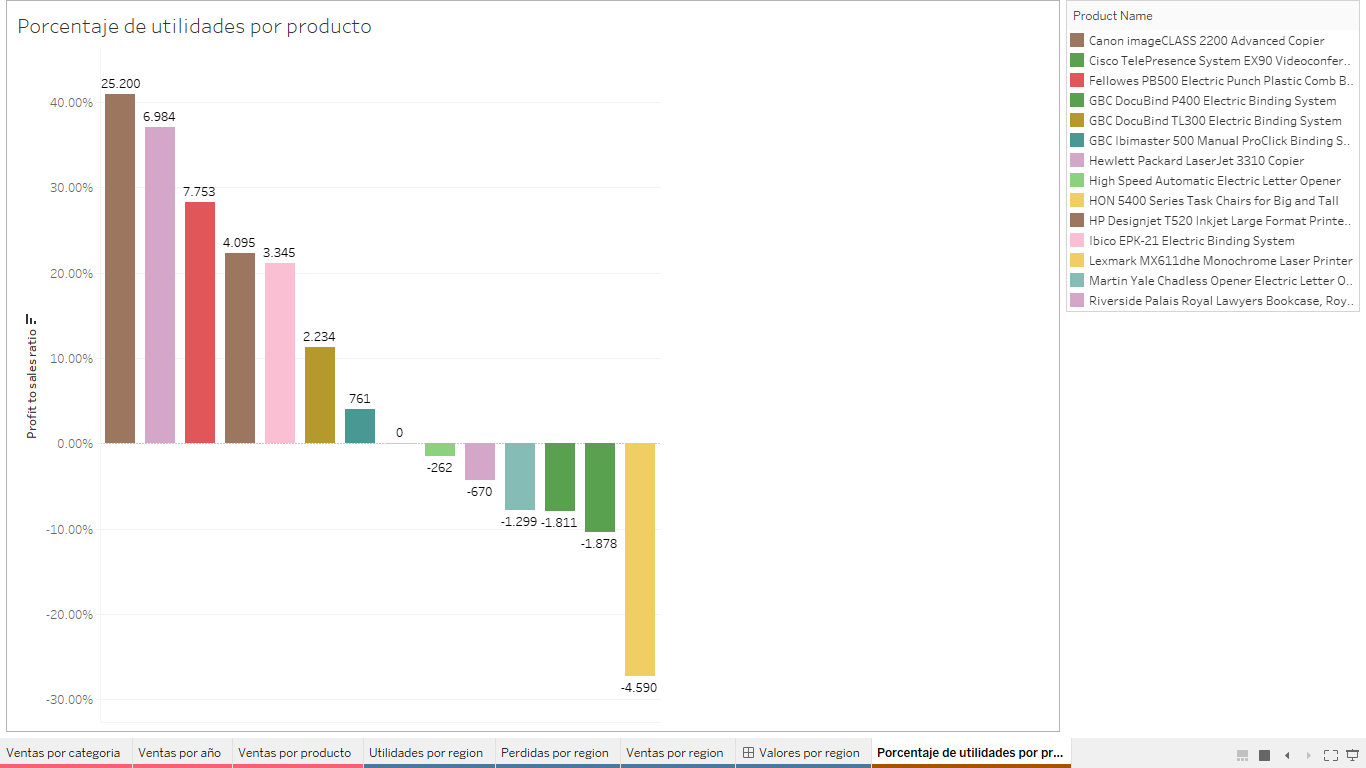 Porcentaje de utilidades por producto
25.200
6.984
7.753
4.095
3.345
2.234
761
0
-262
-670
-1.299
-1.811
-1.878
-4.590
40.00%
30.00%
20.00%
10.00%
0.00%
-10.00%
-20.00%
-30.00%
Profit to sales ratio
Product Name
Canon imageCLASS 2200 Advanced Copier
Cisco TelePresence System EX90 Videoconfer..
Fellowes PB500 Electric Punch Plastic Comb B..
GBC DocuBind P400 Electric Binding System
GBC DocuBind TL300 Electric Binding System
GBC Ibimaster 500 Manual ProClick Binding S..
Hewlett Packard LaserJet 3310 Copier
High Speed Automatic Electric Letter Opener
HON 5400 Series Task Chairs for Big and Tall
HP Designjet T520 Inkjet Large Format Printe..
Ibico EPK-21 Electric Binding System
Lexmark MX611dhe Monochrome Laser Printer
Martin Yale Chadless Opener Electric Letter O..
Riverside Palais Royal Lawyers Bookcase, Roy..
Ventas por categoria
Ventas por año
Ventas por producto
Utilidades por region
Perdidas por region
Ventas por region
Valores por region
Porcentaje de utilidades por pr...